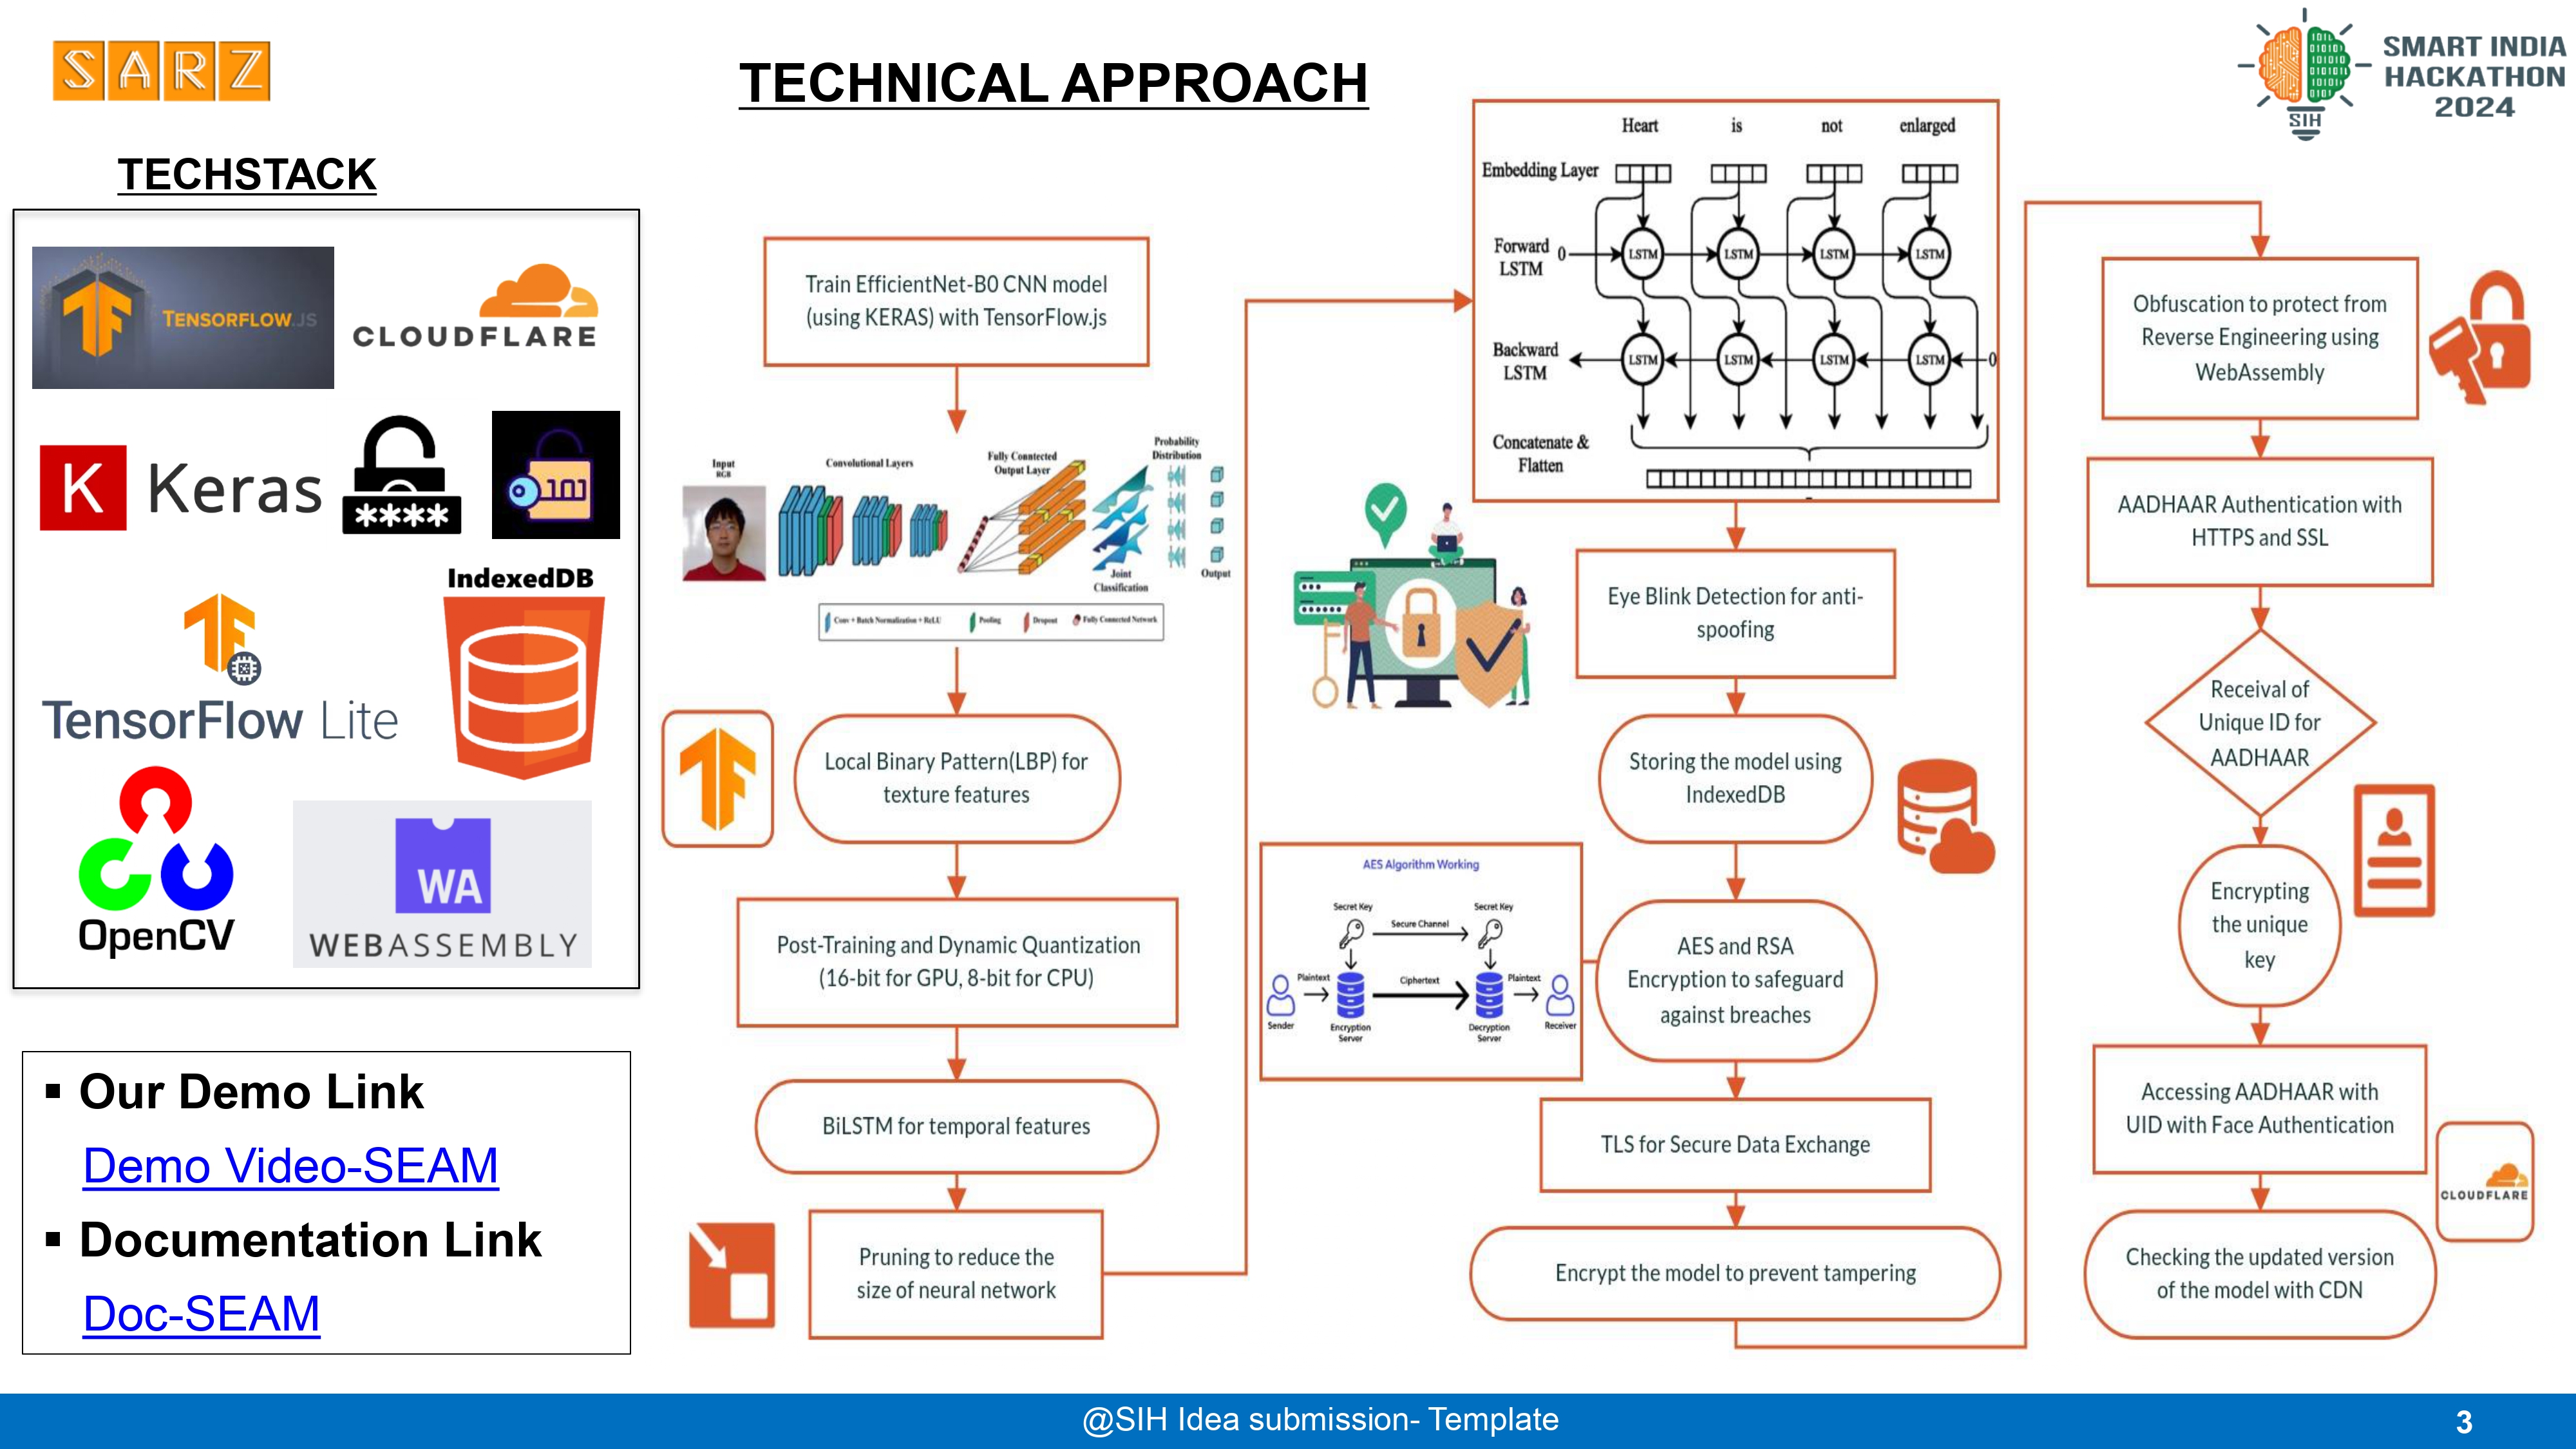 SARZ
TECHNICAL APPROACH
SMART INDIA
HACKATHON
2024
SIH
TECHSTACK
TENSORFLOW.JS
CLOUDFLARE
K Keras
****
101
IndexedDB
TensorFlow Lite
OpenCV
WA
WEBASSEMBLY
▪ Our Demo Link
Demo Video-SEAM
▪ Documentation Link
Doc-SEAM
Train EfficientNet-B0 CNN model
(using KERAS) with TensorFlow.js
Input
RGB
Convolutional Layers
Fully Conntected
Output Layer
Probability
Distribution
Joint
Classification
Output
Conv + Batch Normalization + ReLU
Pooling
Dropout
Fully Connected Network
Local Binary Pattern(LBP) for
texture features
Post-Training and Dynamic Quantization
(16-bit for GPU, 8-bit for CPU)
BiLSTM for temporal features
Pruning to reduce the
size of neural network
Heart is not enlarged
Embedding Layer
Forward
LSTM
0
LSTM LSTM LSTM LSTM
Backward
LSTM
LSTM LSTM LSTM LSTM
0
Concatenate &
Flatten
Eye Blink Detection for anti-
spoofing
Storing the model using
IndexedDB
AES Algorithm Working
Secret Key
Secure Channel
Secret Key
Plaintext
Ciphertext
Plaintext
Sender
Encryption
Server
Decryption
Server
Receiver
AES and RSA
Encryption to safeguard
against breaches
TLS for Secure Data Exchange
Encrypt the model to prevent tampering
Obfuscation to protect from
Reverse Engineering using
WebAssembly
AADHAAR Authentication with
HTTPS and SSL
Receival of
Unique ID for
AADHAAR
Encrypting
the unique
key
Accessing AADHAAR with
UID with Face Authentication
CLOUDFLARE
Checking the updated version
of the model with CDN
@SIH Idea submission- Template
3